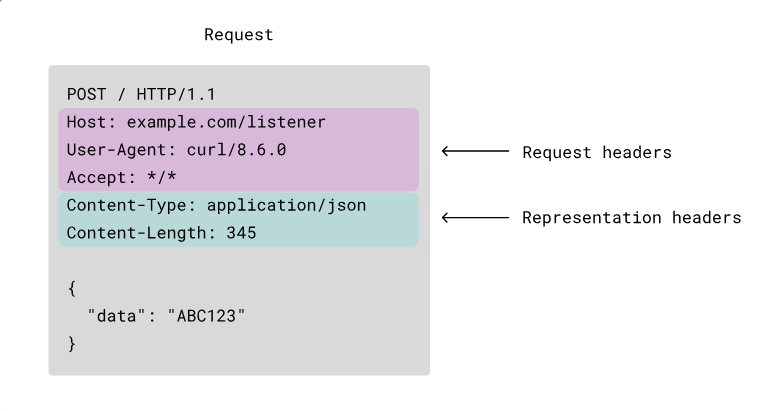 Request
POST / HTTP/1.1
Host: example.com/listener
User-Agent: curl/8.6.0
Accept: */*
Request headers
Content-Type: application/json
Content-Length: 345
Representation headers
{
  "data": "ABC123"
}